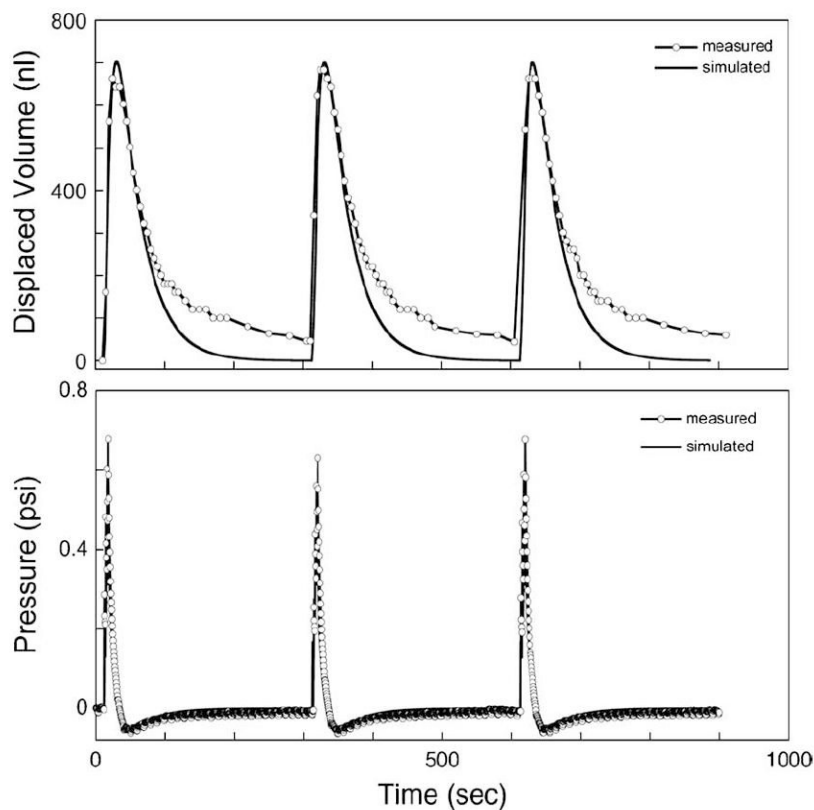 800
measured
simulated
Displaced Volume (nl)
400
0
0.8
measured
simulated
Pressure (psi)
0.4
0
0
500
1000
Time (sec)